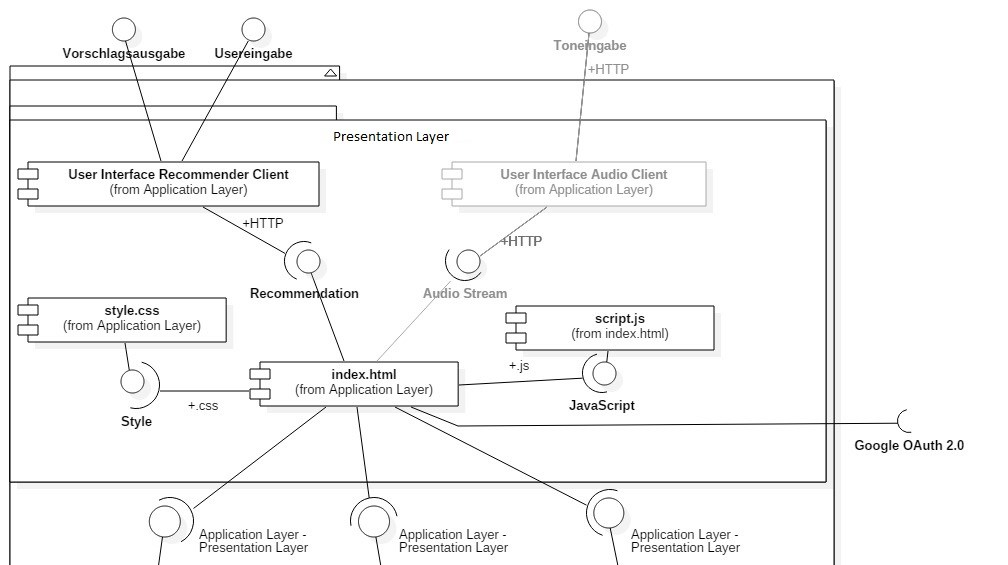 Vorschlagsausgabe
Usereingabe
Toneingabe
+HTTP
Presentation Layer
User Interface Recommender Client
(from Application Layer)
User Interface Audio Client
(from Application Layer)
+HTTP
+HTTP
Recommendation
Audio Stream
style.css
(from Application Layer)
script.js
(from index.html)
+.js
index.html
(from Application Layer)
+.css
JavaScript
Style
Google OAuth 2.0
Application Layer -
Presentation Layer
Application Layer -
Presentation Layer
Application Layer -
Presentation Layer